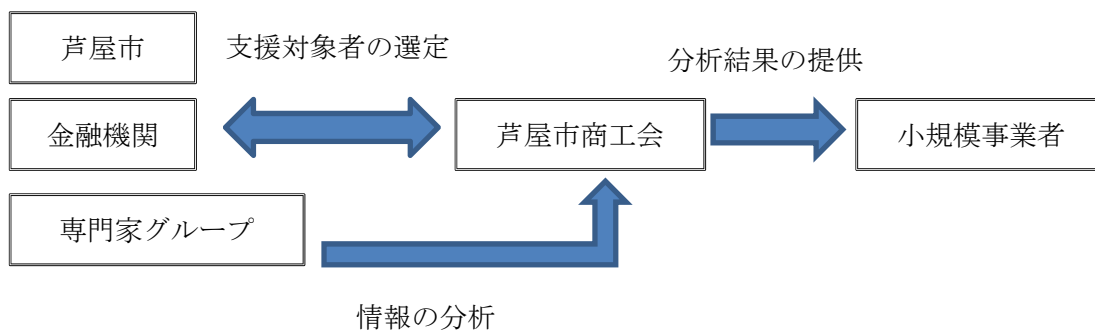 芦屋市
支援対象者の選定
分析結果の提供
金融機関
芦屋市商工会
小規模事業者
専門家グループ
情報の分析